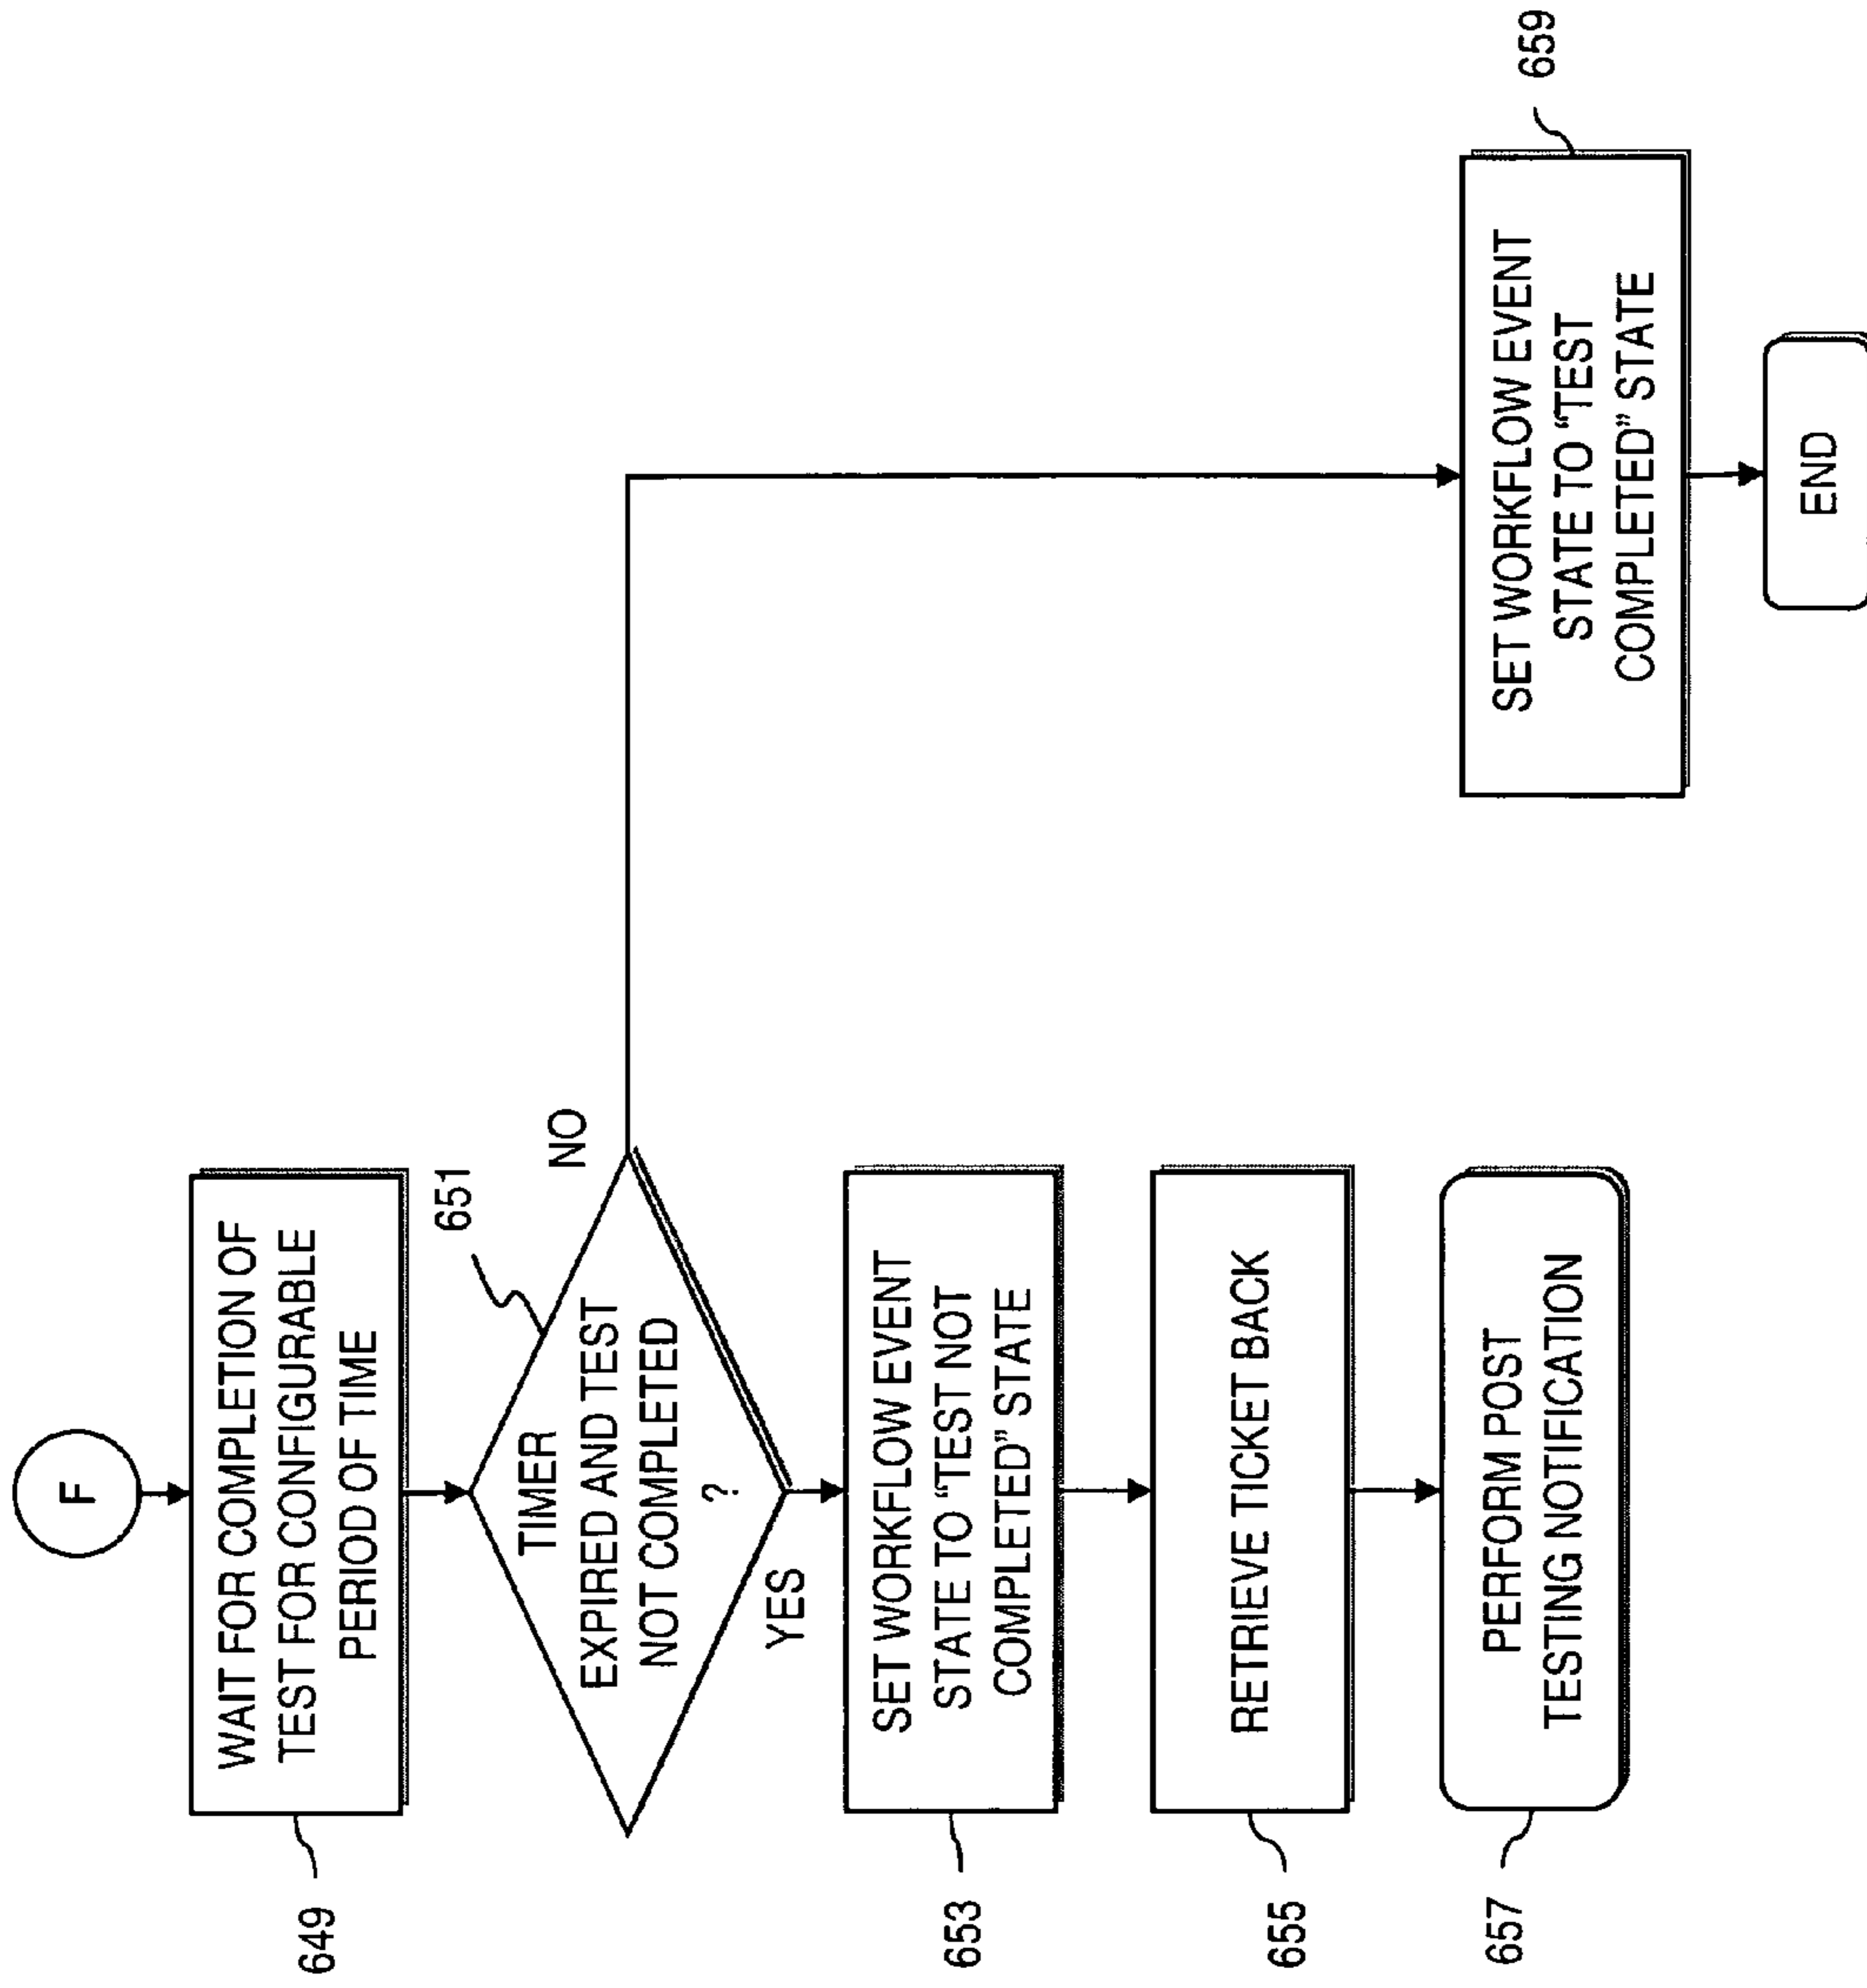 F
WAIT FOR COMPLETION OF
TEST FOR CONFIGURABLE
PERIOD OF TIME
649
TIMER
EXPIRED AND TEST
NOT COMPLETED
?
651
NO
YES
SET WORKFLOW EVENT
STATE TO “TEST NOT
COMPLETED” STATE
653
RETRIEVE TICKET BACK
655
PERFORM POST
TESTING NOTIFICATION
657
SET WORKFLOW EVENT
STATE TO “TEST
COMPLETED” STATE
659
END